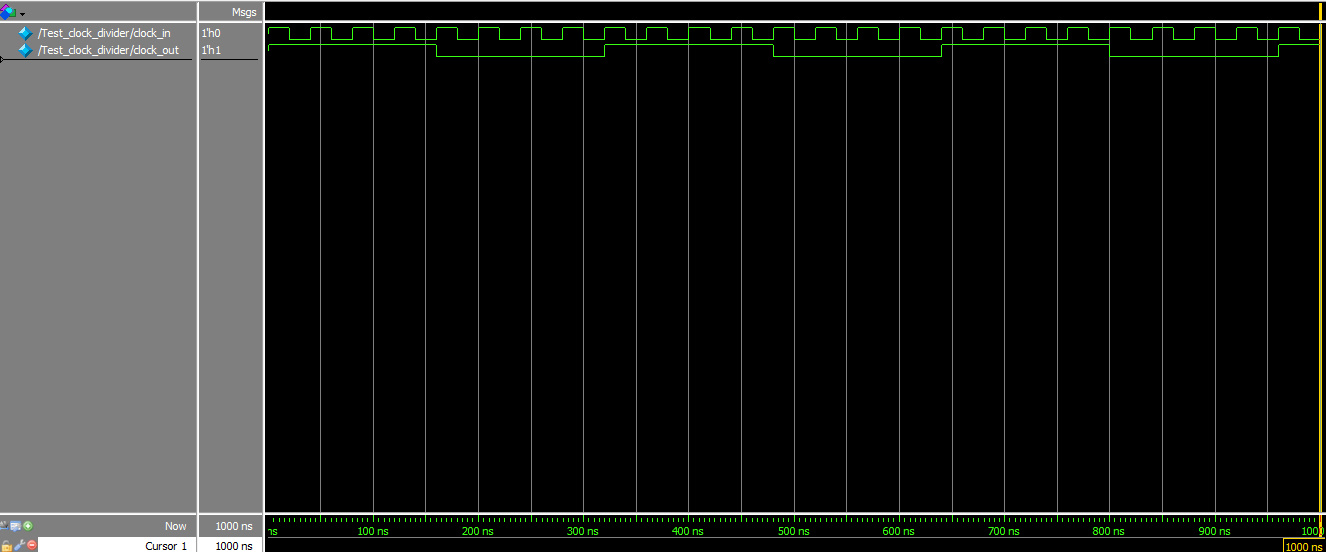 Msgs
/Test_clock_divider/clock_in 1'h0
/Test_clock_divider/clock_out 1'h1
Now 1000 ns
ns 100 ns 200 ns 300 ns 400 ns 500 ns 600 ns 700 ns 800 ns 900 ns 1000
Cursor 1 1000 ns 1000 ns